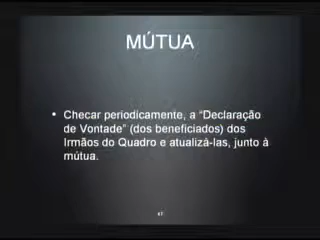 MÚTUA
• Checar periodicamente, a “Declaração
de Vontade” (dos beneficiados) dos
Irmãos do Quadro e atualizá-las, junto à
mútua.